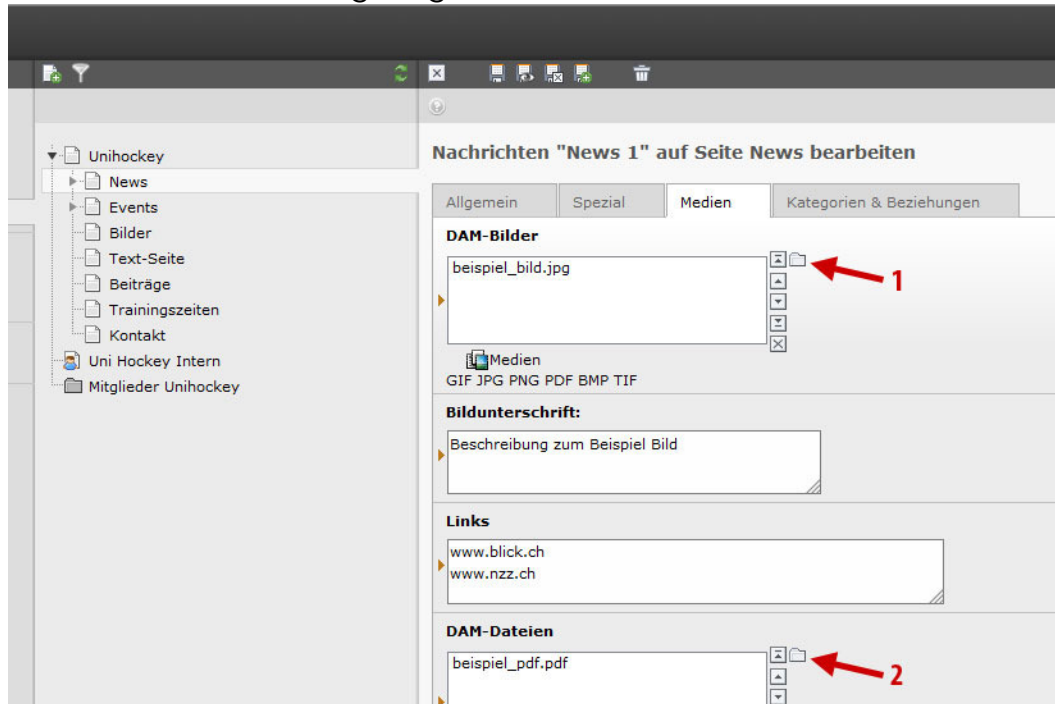 Unihockey
News
Events
Bilder
Text-Seite
Beiträge
Trainingszeiten
Kontakt
Uni Hockey Intern
Mitglieder Unihockey
Nachrichten "News 1" auf Seite News bearbeiten
Allgemein Spezial Medien Kategorien & Beziehungen
DAM-Bilder
beispiel_bild.jpg
1
Medien
GIF JPG PNG PDF BMP TIF
Bildunterschrift:
Beschreibung zum Beispiel Bild
Links
www.blick.ch
www.nzz.ch
DAM-Dateien
beispiel_pdf.pdf
2